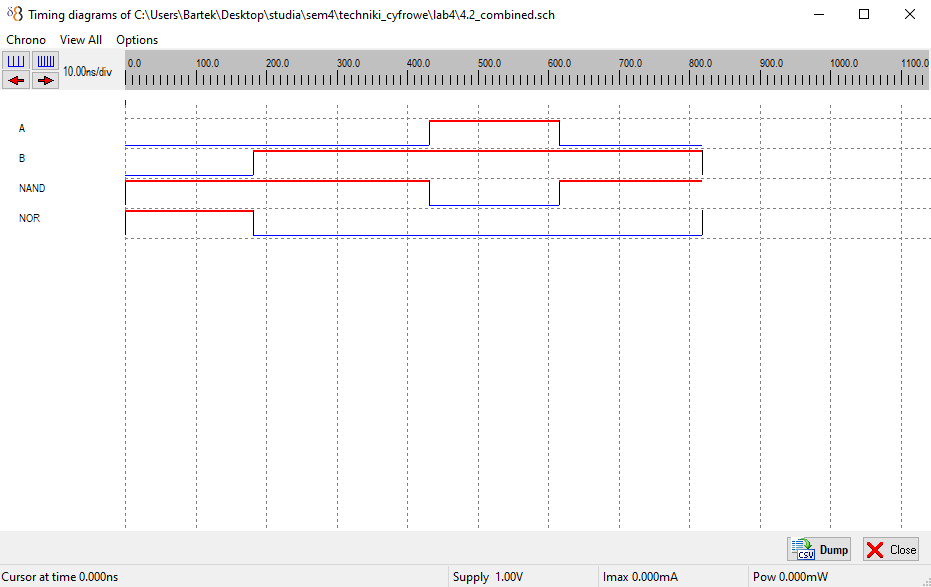 δ8 Timing diagrams of C:\Users\Bartek\Desktop\studia\sem4\techniki_cyfrowe\lab4\4.2_combined.sch
Chrono View All Options
10.00ns/div 0.0 100.0 200.0 300.0 400.0 500.0 600.0 700.0 800.0 900.0 1000.0 1100.0
A
B
NAND
NOR
CSV Dump Close
Cursor at time 0.000ns Supply 1.00V Imax 0.000mA Pow 0.000mW